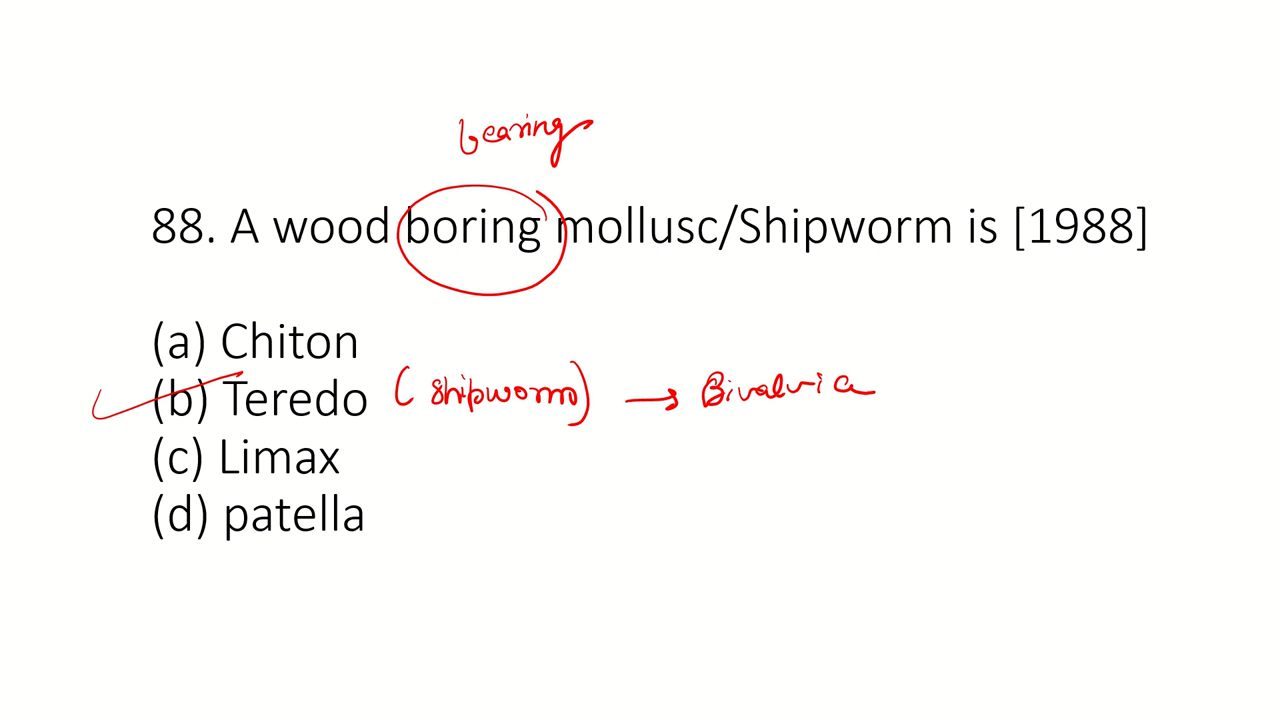 bearing
88. A wood boring mollusc/Shipworm is [1988]
(a) Chiton
(b) Teredo (Shipworm) → Bivalvia
(c) Limax
(d) patella